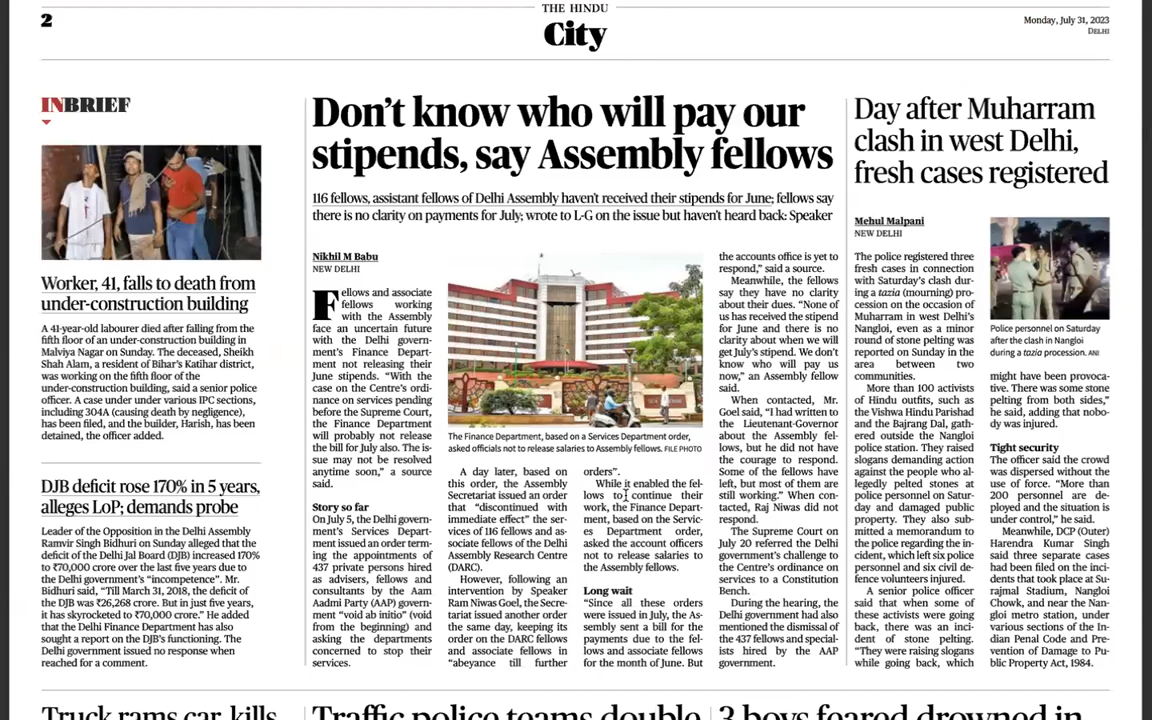 2
THE HINDU
City
Monday, July 31, 2023
DELHI
INBRIEF
Worker, 41, falls to death from
under-construction building
A 41-year-old labourer died after falling from the
fifth floor of an under-construction building in
Malviya Nagar on Sunday. The deceased, Sheikh
Shah Alam, a resident of Bihar's Katihar district,
was working on the fifth floor of the
under-construction building, said a senior police
officer. A case under under various IPC sections,
including 304A (causing death by negligence),
has been filed, and the builder, Harish, has been
detained, the officer added.
DJB deficit rose 170% in 5 years,
alleges LoP; demands probe
Leader of the Opposition in the Delhi Assembly
Ramvir Singh Bidhuri on Sunday alleged that the
deficit of the Delhi Jal Board (DJB) increased 170%
to ₹70,000 crore over the last five years due to
the Delhi government's “incompetence”. Mr.
Bidhuri said, “Till March 31, 2018, the deficit of
the DJB was ₹26,268 crore. But in just five years,
it has skyrocketed to ₹70,000 crore.” He added
that the Delhi Finance Department has also
sought a report on the DJB's functioning. The
Delhi government issued no response when
reached for a comment.
Don't know who will pay our
stipends, say Assembly fellows
116 fellows, assistant fellows of Delhi Assembly haven't received their stipends for June; fellows say
there is no clarity on payments for July; wrote to L-G on the issue but haven't heard back: Speaker
Nikhil M Babu
NEW DELHI
Fellows and associate
fellows working
with the Assembly
face an uncertain future
with the Delhi govern-
ment's Finance Depart-
ment not releasing their
June stipends. “With the
case on the Centre's ordi-
nance on services pending
before the Supreme Court,
the Finance Department
will probably not release
the bill for July also. The is-
sue may not be resolved
anytime soon,” a source
said.
Story so far
On July 5, the Delhi govern-
ment's Services Depart-
ment issued an order term-
ing the appointments of
437 private persons hired
as advisers, fellows and
consultants by the Aam
Aadmi Party (AAP) govern-
ment “void ab initio” (void
from the beginning) and
asking the departments
concerned to stop their
services.
The Finance Department, based on a Services Department order,
asked officials not to release salaries to Assembly fellows. FILE PHOTO
A day later, based on
this order, the Assembly
Secretariat issued an order
that “discontinued with
immediate effect” the ser-
vices of 116 fellows and as-
sociate fellows of the Delhi
Assembly Research Centre
(DARC).
However, following an
intervention by Speaker
Ram Niwas Goel, the Secre-
tariat issued another order
the same day, keeping its
order on the DARC fellows
and associate fellows in
“abeyance till further
orders”.
While it enabled the fel-
lows to continue their
work, the Finance Depart-
ment, based on the Servic-
es Department order,
asked the account officers
not to release salaries to
the Assembly fellows.
Long wait
“Since all these orders
were issued in July, the As-
sembly sent a bill for the
payments due to the fel-
lows and associate fellows
for the month of June. But
the accounts office is yet to
respond,” said a source.
Meanwhile, the fellows
say they have no clarity
about their dues. “None of
us has received the stipend
for June and there is no
clarity about when we will
get July's stipend. We don't
know who will pay us
now,” an Assembly fellow
said.
When contacted, Mr.
Goel said, “I had written to
the Lieutenant-Governor
about the Assembly fel-
lows, but he did not have
the courage to respond.
Some of the fellows have
left, but most of them are
still working.” When con-
tacted, Raj Niwas did not
respond.
The Supreme Court on
July 20 referred the Delhi
government's challenge to
the Centre's ordinance on
services to a Constitution
Bench.
During the hearing, the
Delhi government had also
mentioned the dismissal of
the 437 fellows and special-
ists hired by the AAP
government.
Day after Muharram
clash in west Delhi,
fresh cases registered
Mehul Malpani
NEW DELHI
The police registered three
fresh cases in connection
with Saturday's clash dur-
ing a tazia (mourning) pro-
cession on the occasion of
Muharram in west Delhi's
Nangloi, even as a minor
round of stone pelting was
reported on Sunday in the
area between two
communities.
More than 100 activists
of Hindu outfits, such as
the Vishwa Hindu Parishad
and the Bajrang Dal, gath-
ered outside the Nangloi
police station. They raised
slogans demanding action
against the people who al-
legedly pelted stones at
police personnel on Satur-
day and damaged public
property. They also sub-
mitted a memorandum to
the police regarding the in-
cident, which left six police
personnel and six civil de-
fence volunteers injured.
A senior police officer
said that when some of
these activists were going
back, there was an inci-
dent of stone pelting.
“They were raising slogans
while going back, which
Police personnel on Saturday
after the clash in Nangloi
during a tazia procession. ANI
might have been provoca-
tive. There was some stone
pelting from both sides,”
he said, adding that nobo-
dy was injured.
Tight security
The officer said the crowd
was dispersed without the
use of force. “More than
200 personnel are de-
ployed and the situation is
under control,” he said.
Meanwhile, DCP (Outer)
Harendra Kumar Singh
said three separate cases
had been filed on the inci-
dents that took place at Su-
rajmal Stadium, Nangloi
Chowk, and near the Nan-
gloi metro station, under
various sections of the In-
dian Penal Code and Pre-
vention of Damage to Pu-
blic Property Act, 1984.
Truck rams car, kills
Traffic police teams double
3 boys feared drowned in